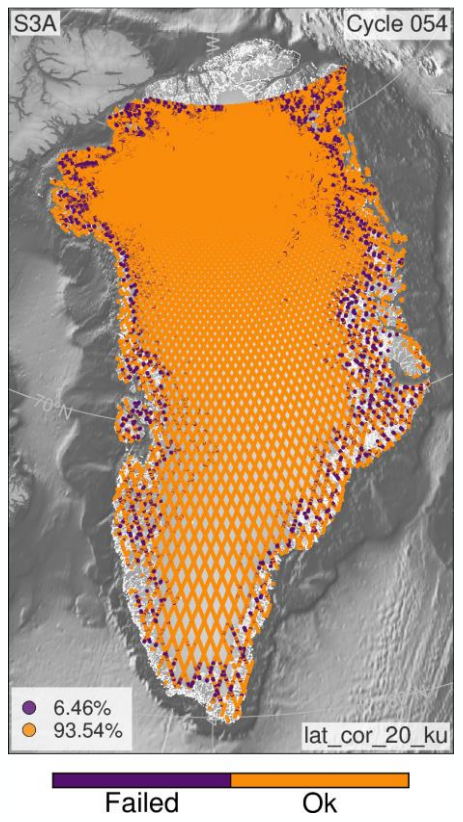 S3A
Cycle 054
W
70°N
6.46%
93.54%
lat_cor_20_ku
Failed
Ok